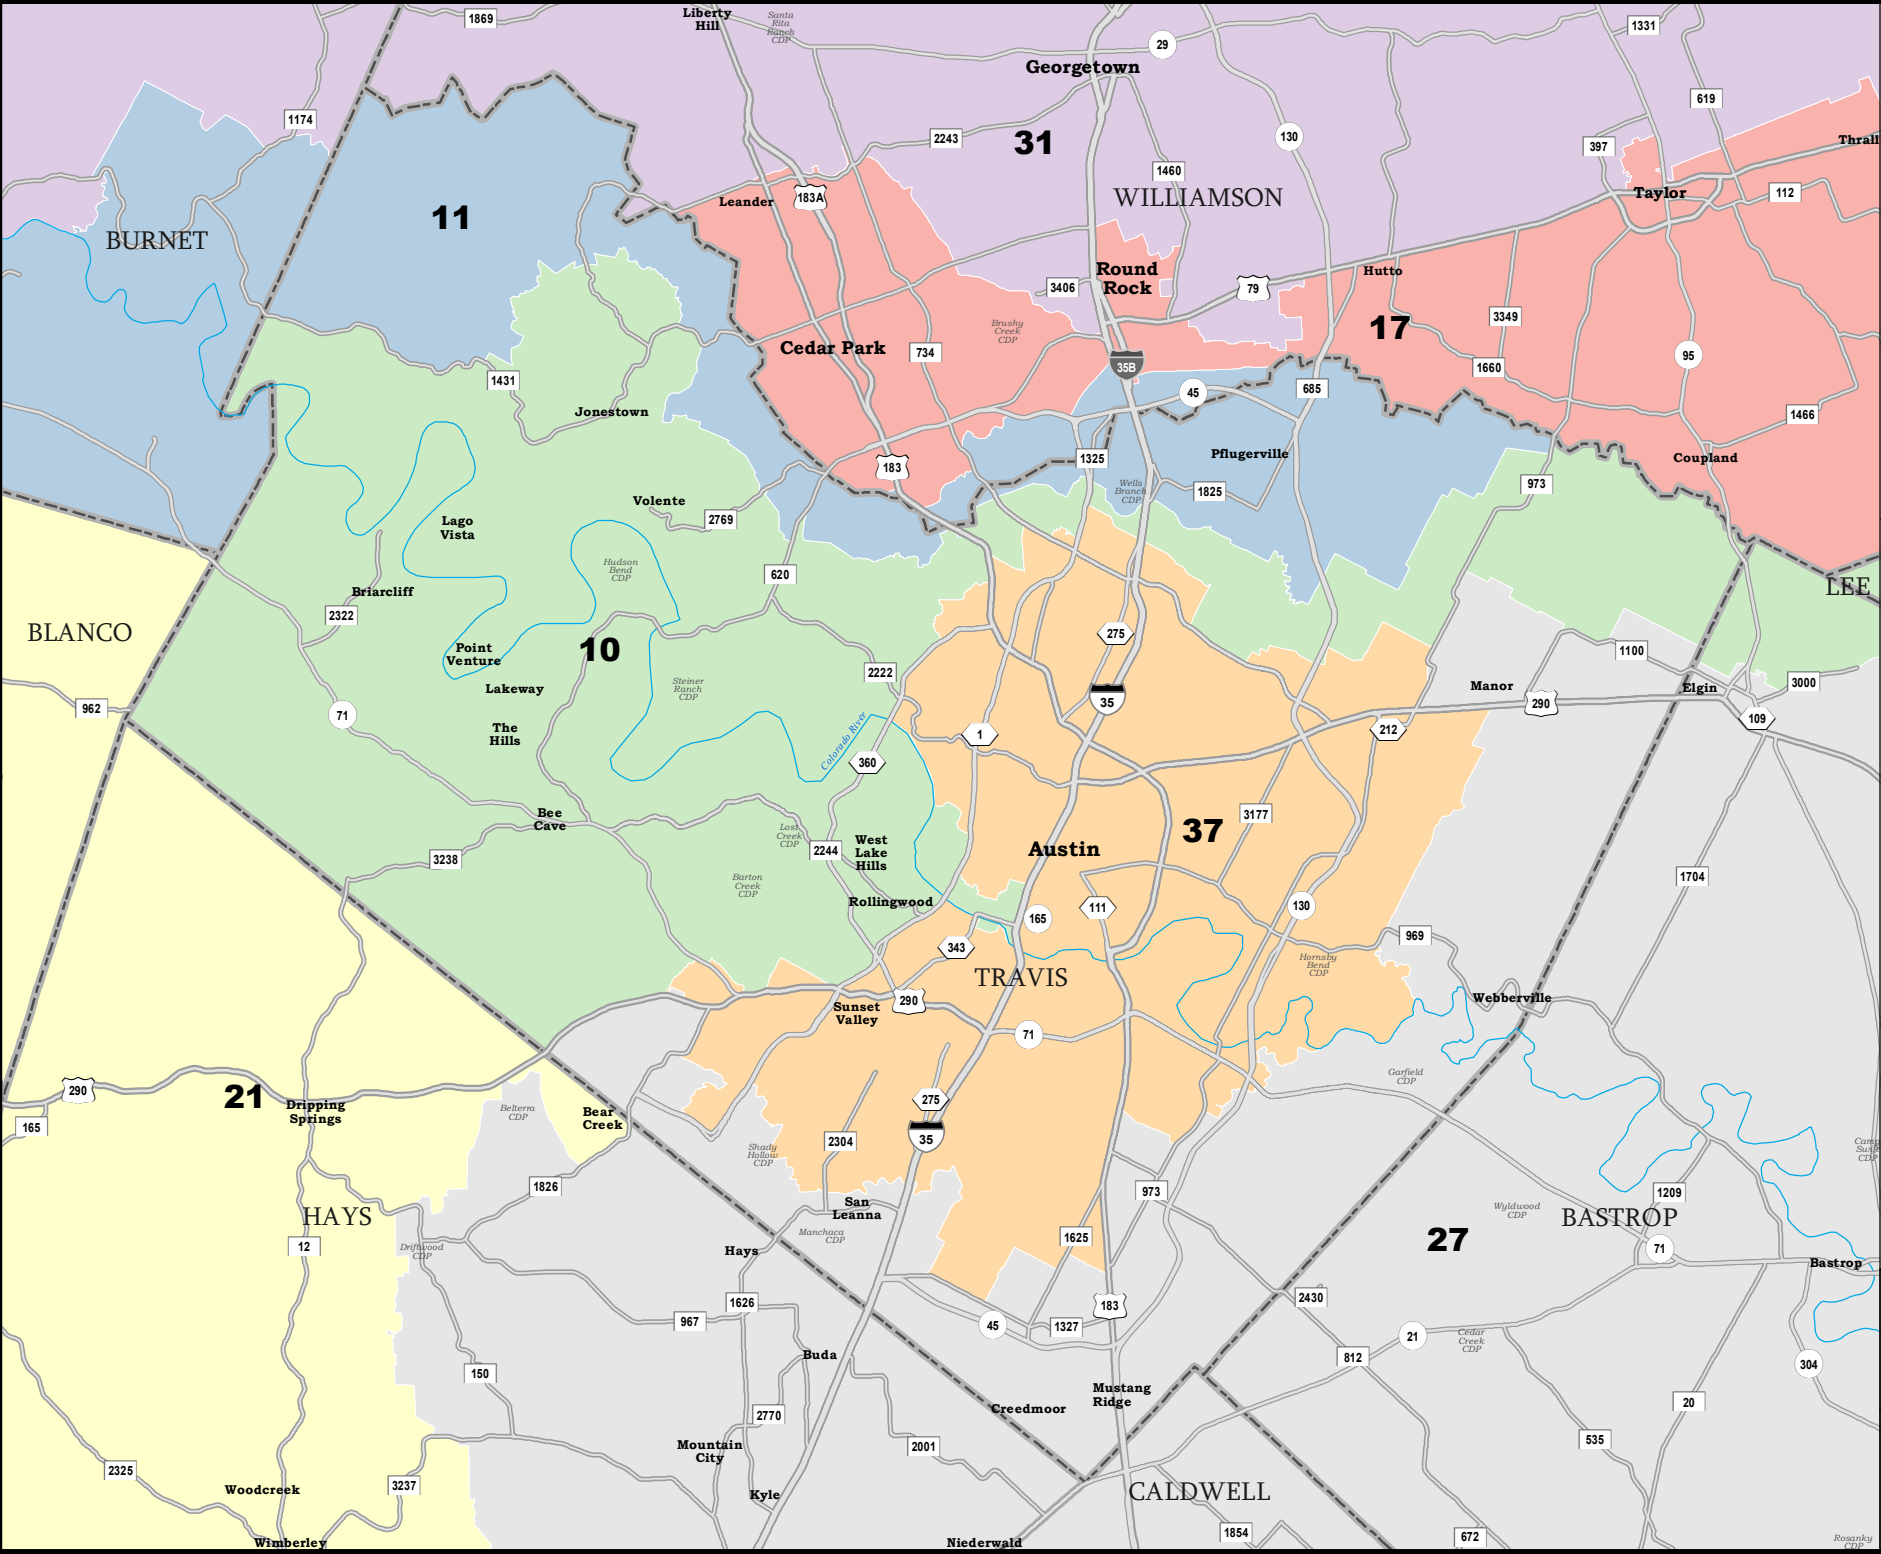 1869
Liberty
Hill
Santa
Rita
Ranch
CDP
29
1331
Georgetown
619
1174
2243
31
130
397
Thrall
1460
183A
Leander
WILLIAMSON
Taylor
112
11
BURNET
Round
Rock
Hutto
3406
79
17
3349
Brushy
Creek
CDP
Cedar Park
734
35B
95
1660
1431
45
685
Jonestown
1466
Pflugerville
1325
183
Coupland
Wells
Branch
CDP
1825
973
Volente
2769
Lago
Vista
Hudson
Bend
CDP
620
Briarcliff
LEE
2322
BLANCO
275
10
Point
Venture
1100
2222
Steiner
Ranch
CDP
Lakeway
Manor
Elgin
3000
962
71
35
290
109
The
Hills
1
212
Colorado River
360
Bee
Cave
3177
37
Lost
Creek
CDP
2244
West
Lake
Hills
Austin
3238
Barton
Creek
CDP
1704
Rollingwood
165
111
130
343
969
Hornsby
Bend
CDP
TRAVIS
290
Sunset
Valley
Webberville
71
Garfield
CDP
290
21
Dripping
Springs
Belterra
CDP
Bear
Creek
275
165
35
2304
Shady
Hollow
CDP
Camp
Swift
CDP
1826
973
1209
San
Leanna
Wyldwood
CDP
BASTROP
HAYS
Manchaca
CDP
1625
27
12
Driftwood
CDP
Hays
71
Bastrop
1626
183
2430
967
45
1327
21
Cedar
Creek
CDP
Buda
812
304
150
Mustang
Ridge
20
Creedmoor
2770
535
Mountain
City
2001
2325
Woodcreek
3237
Kyle
CALDWELL
1854
672
Wimberley
Niederwald
Rosanky
CDP